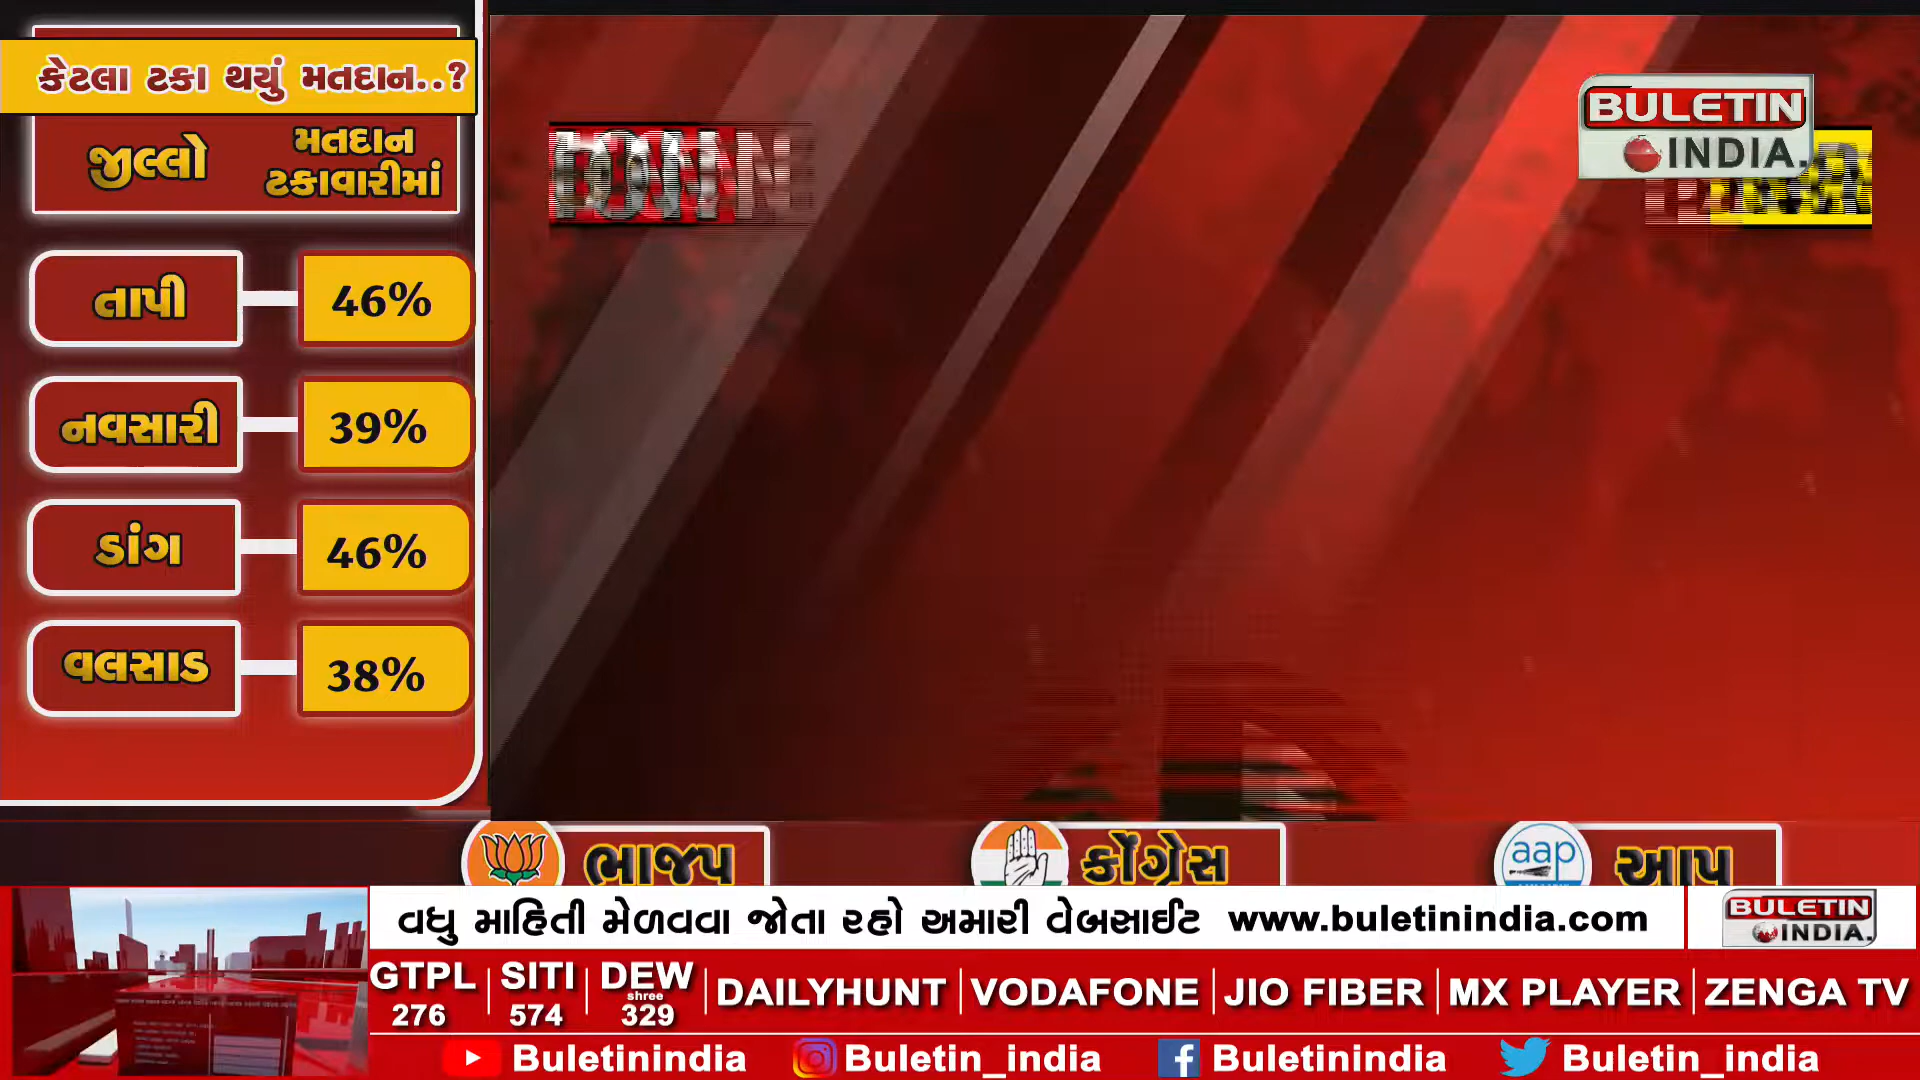 કેટલા ટકા થયું મતદાન..?
જીલ્લો
મતદાન
ટકાવારીમાં
તાપી
46%
નવસારી
39%
ડાંગ
46%
વલસાડ
38%
BULETIN
INDIA.
ભાજપ
કોંગ્રેસ
aap
આપ
વધુ માહિતી મેળવવા જોતા રહો અમારી વેબસાઈટ www.buletinindia.com
BULETIN
INDIA.
GTPL
276
SITI
574
DEW
shree
329
DAILYHUNT
VODAFONE
JIO FIBER
MX PLAYER
ZENGA TV
Buletinindia
Buletin_india
Buletinindia
Buletin_india